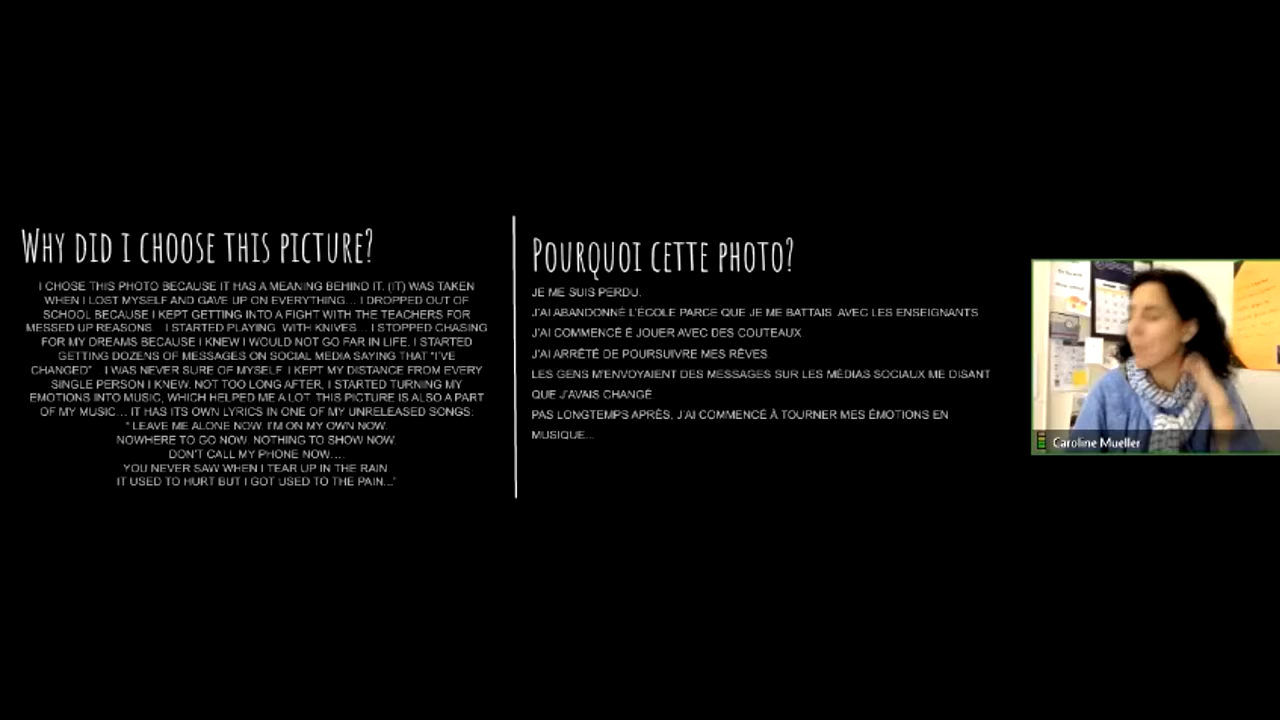 WHY DID I CHOOSE THIS PICTURE?
I CHOSE THIS PHOTO BECAUSE IT HAS A MEANING BEHIND IT. (IT) WAS TAKEN
WHEN I LOST MYSELF AND GAVE UP ON EVERYTHING... I DROPPED OUT OF
SCHOOL BECAUSE I KEPT GETTING INTO A FIGHT WITH THE TEACHERS FOR
MESSED UP REASONS... I STARTED PLAYING WITH KNIVES... I STOPPED CHASING
FOR MY DREAMS BECAUSE I KNEW I WOULD NOT GO FAR IN LIFE. I STARTED
GETTING DOZENS OF MESSAGES ON SOCIAL MEDIA SAYING THAT "I'VE
CHANGED"... I WAS NEVER SURE OF MYSELF. I KEPT MY DISTANCE FROM EVERY
SINGLE PERSON I KNEW. NOT TOO LONG AFTER, I STARTED TURNING MY
EMOTIONS INTO MUSIC, WHICH HELPED ME A LOT. THIS PICTURE IS ALSO A PART
OF MY MUSIC... IT HAS ITS OWN LYRICS IN ONE OF MY UNRELEASED SONGS:
" LEAVE ME ALONE NOW. I'M ON MY OWN NOW.
NOWHERE TO GO NOW. NOTHING TO SHOW NOW.
DON'T CALL MY PHONE NOW....
YOU NEVER SAW WHEN I TEAR UP IN THE RAIN.
IT USED TO HURT BUT I GOT USED TO THE PAIN..."
POURQUOI CETTE PHOTO?
JE ME SUIS PERDU.
J'AI ABANDONNÉ L'ÉCOLE PARCE QUE JE ME BATTAIS AVEC LES ENSEIGNANTS.
J'AI COMMENCÉ É JOUER AVEC DES COUTEAUX.
J'AI ARRÊTÉ DE POURSUIVRE MES RÊVES.
LES GENS M'ENVOYAIENT DES MESSAGES SUR LES MÉDIAS SOCIAUX ME DISANT
QUE J'AVAIS CHANGÉ.
PAS LONGTEMPS APRÈS, J'AI COMMENCÉ À TOURNER MES ÉMOTIONS EN
MUSIQUE...
Caroline Mueller